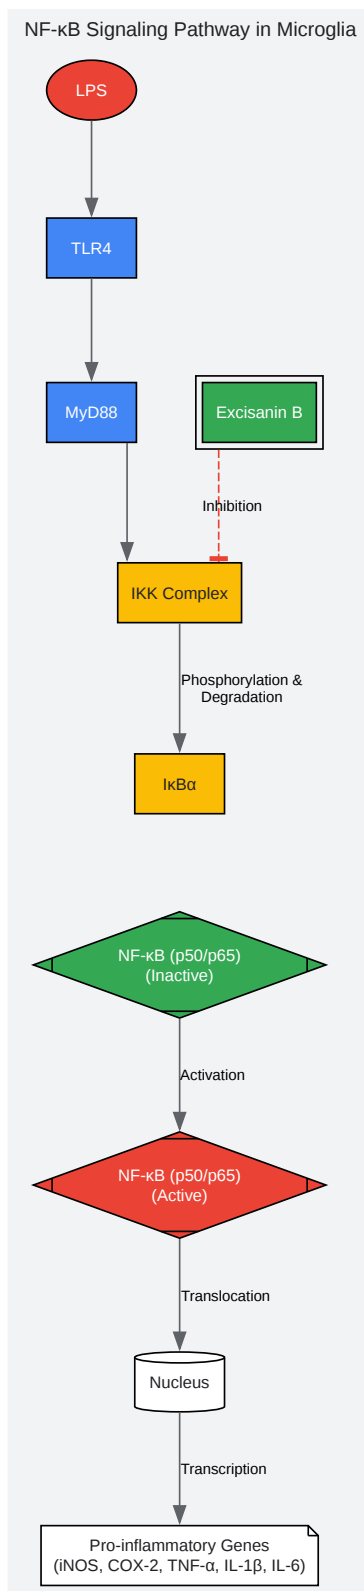 NF-κB Signaling Pathway in Microglia
LPS
TLR4
MyD88
Excisanin B
Inhibition
IKK Complex
Phosphorylation &
Degradation
IκBα
NF-κB (p50/p65)
(Inactive)
Activation
NF-κB (p50/p65)
(Active)
Translocation
Nucleus
Transcription
Pro-inflammatory Genes
(iNOS, COX-2, TNF-α, IL-1β, IL-6)